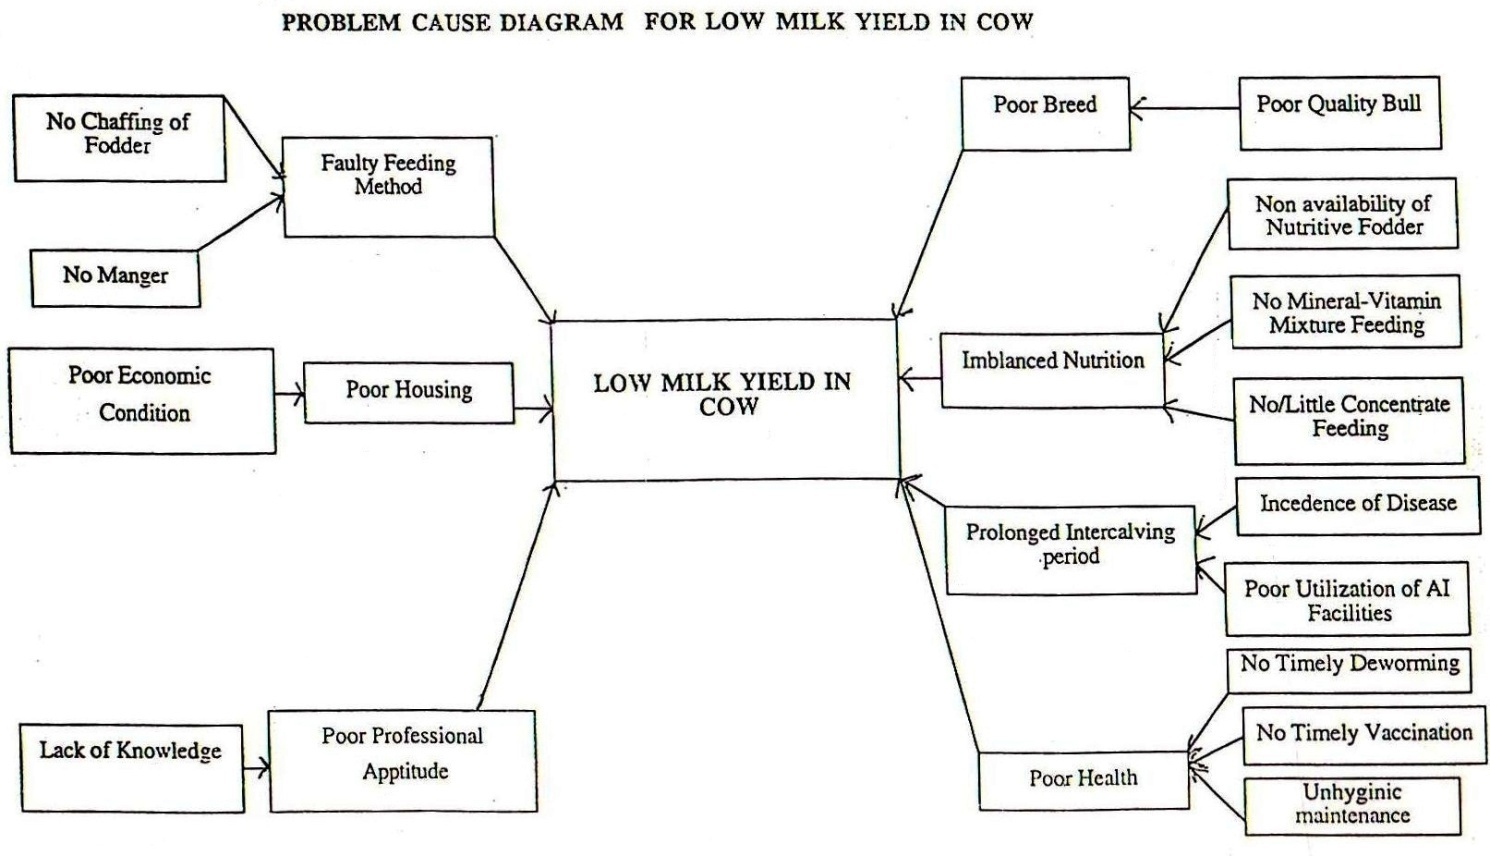 PROBLEM CAUSE DIAGRAM FOR LOW MILK YIELD IN COW
No Chaffing of
Fodder
Faulty Feeding
Method
No Manger
Poor Economic
Condition
Poor Housing
Lack of Knowledge
Poor Professional
Apptitude
LOW MILK YIELD IN
COW
Poor Breed
Poor Quality Bull
Non availability of
Nutritive Fodder
No Mineral-Vitamin
Mixture Feeding
Imblanced Nutrition
No/Little Concentrate
Feeding
Incedence of Disease
Prolonged Intercalving
period
Poor Utilization of AI
Facilities
No Timely Deworming
No Timely Vaccination
Poor Health
Unhyginic
maintenance